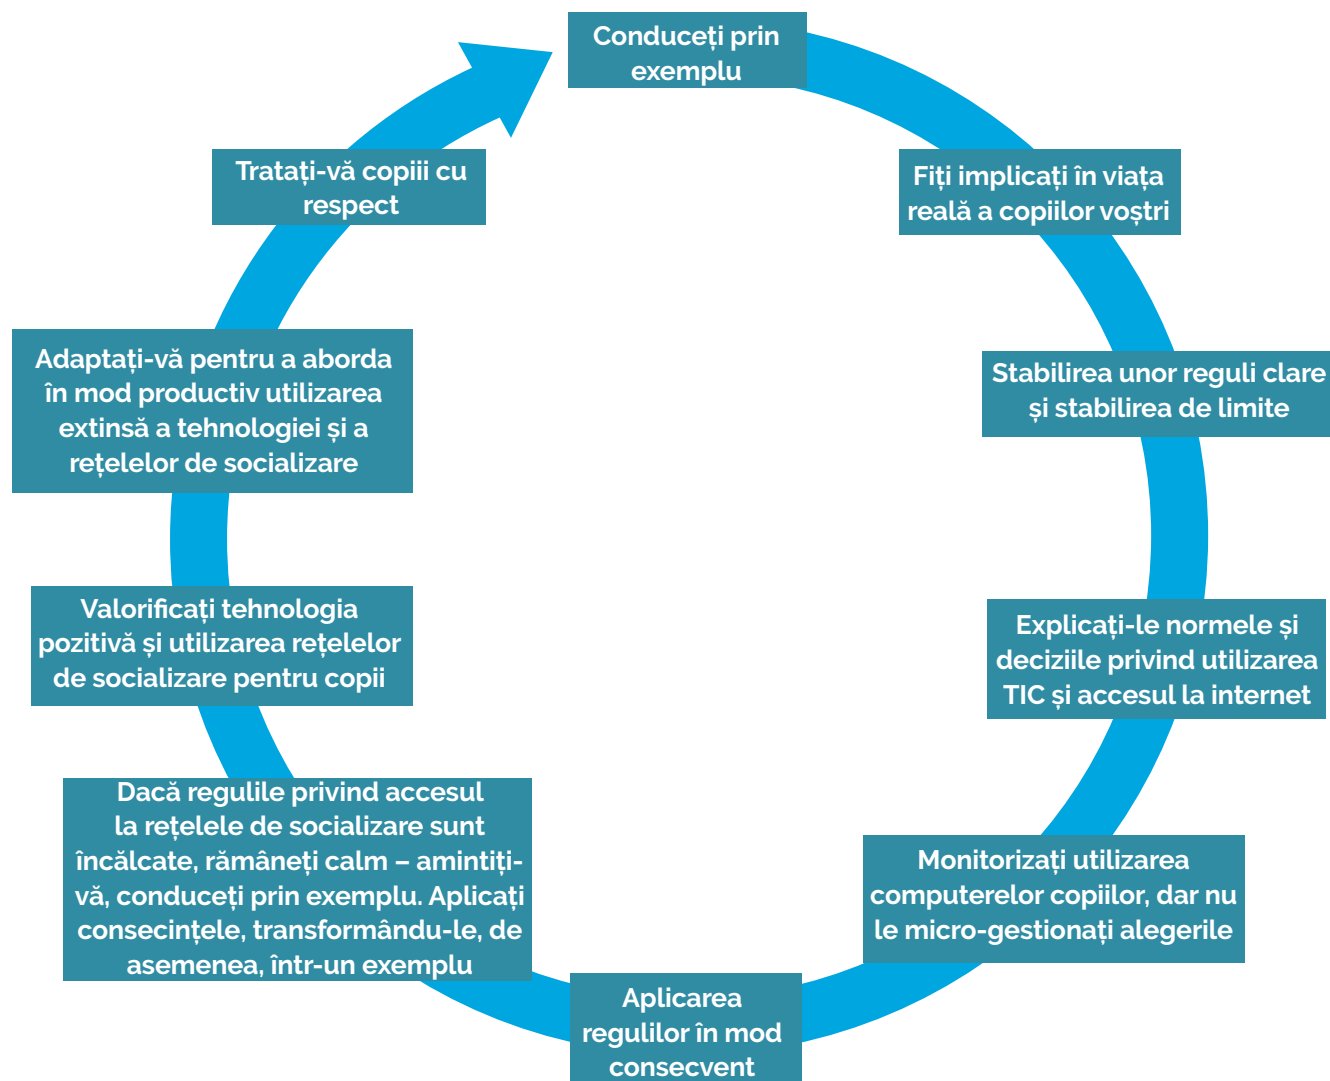 Conduceți prin
exemplu
Fiți implicați în viața
reală a copiilor voștri
Stabilirea unor reguli clare
și stabilirea de limite
Explicați-le normele și
deciziile privind utilizarea
TIC și accesul la internet
Monitorizați utilizarea
computerelor copiilor, dar nu
le micro-gestionați alegerile
Aplicarea
regulilor în mod
consecvent
Dacă regulile privind accesul
la rețelele de socializare sunt
încălcate, rămâneți calm – amintiți-
vă, conduceți prin exemplu. Aplicați
consecințele, transformându-le, de
asemenea, într-un exemplu
Valorificați tehnologia
pozitivă și utilizarea rețelelor
de socializare pentru copii
Adaptați-vă pentru a aborda
în mod productiv utilizarea
extinsă a tehnologiei și a
rețelelor de socializare
Tratați-vă copiii cu
respect